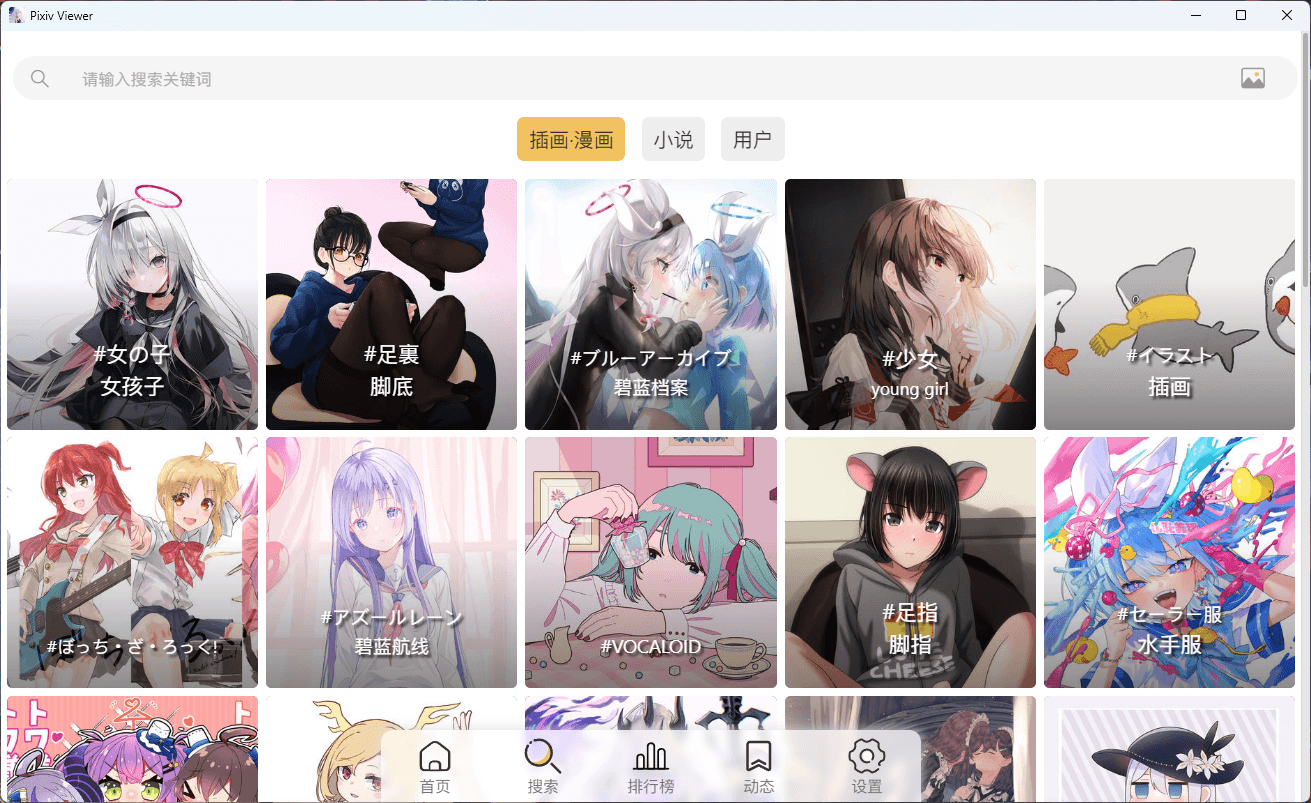 Pixiv Viewer
请输入搜索关键词
插画·漫画
小说
用户
#女の子
女孩子
#足裏
脚底
#ブルーアーカイブ
碧蓝档案
#少女
young girl
#イラスト
插画
#ぼっち・ざ・ろっく!
#アズールレーン
碧蓝航线
#VOCALOID
#足指
脚指
CHEESE
#セーラー服
水手服
首页
搜索
排行榜
动态
设置